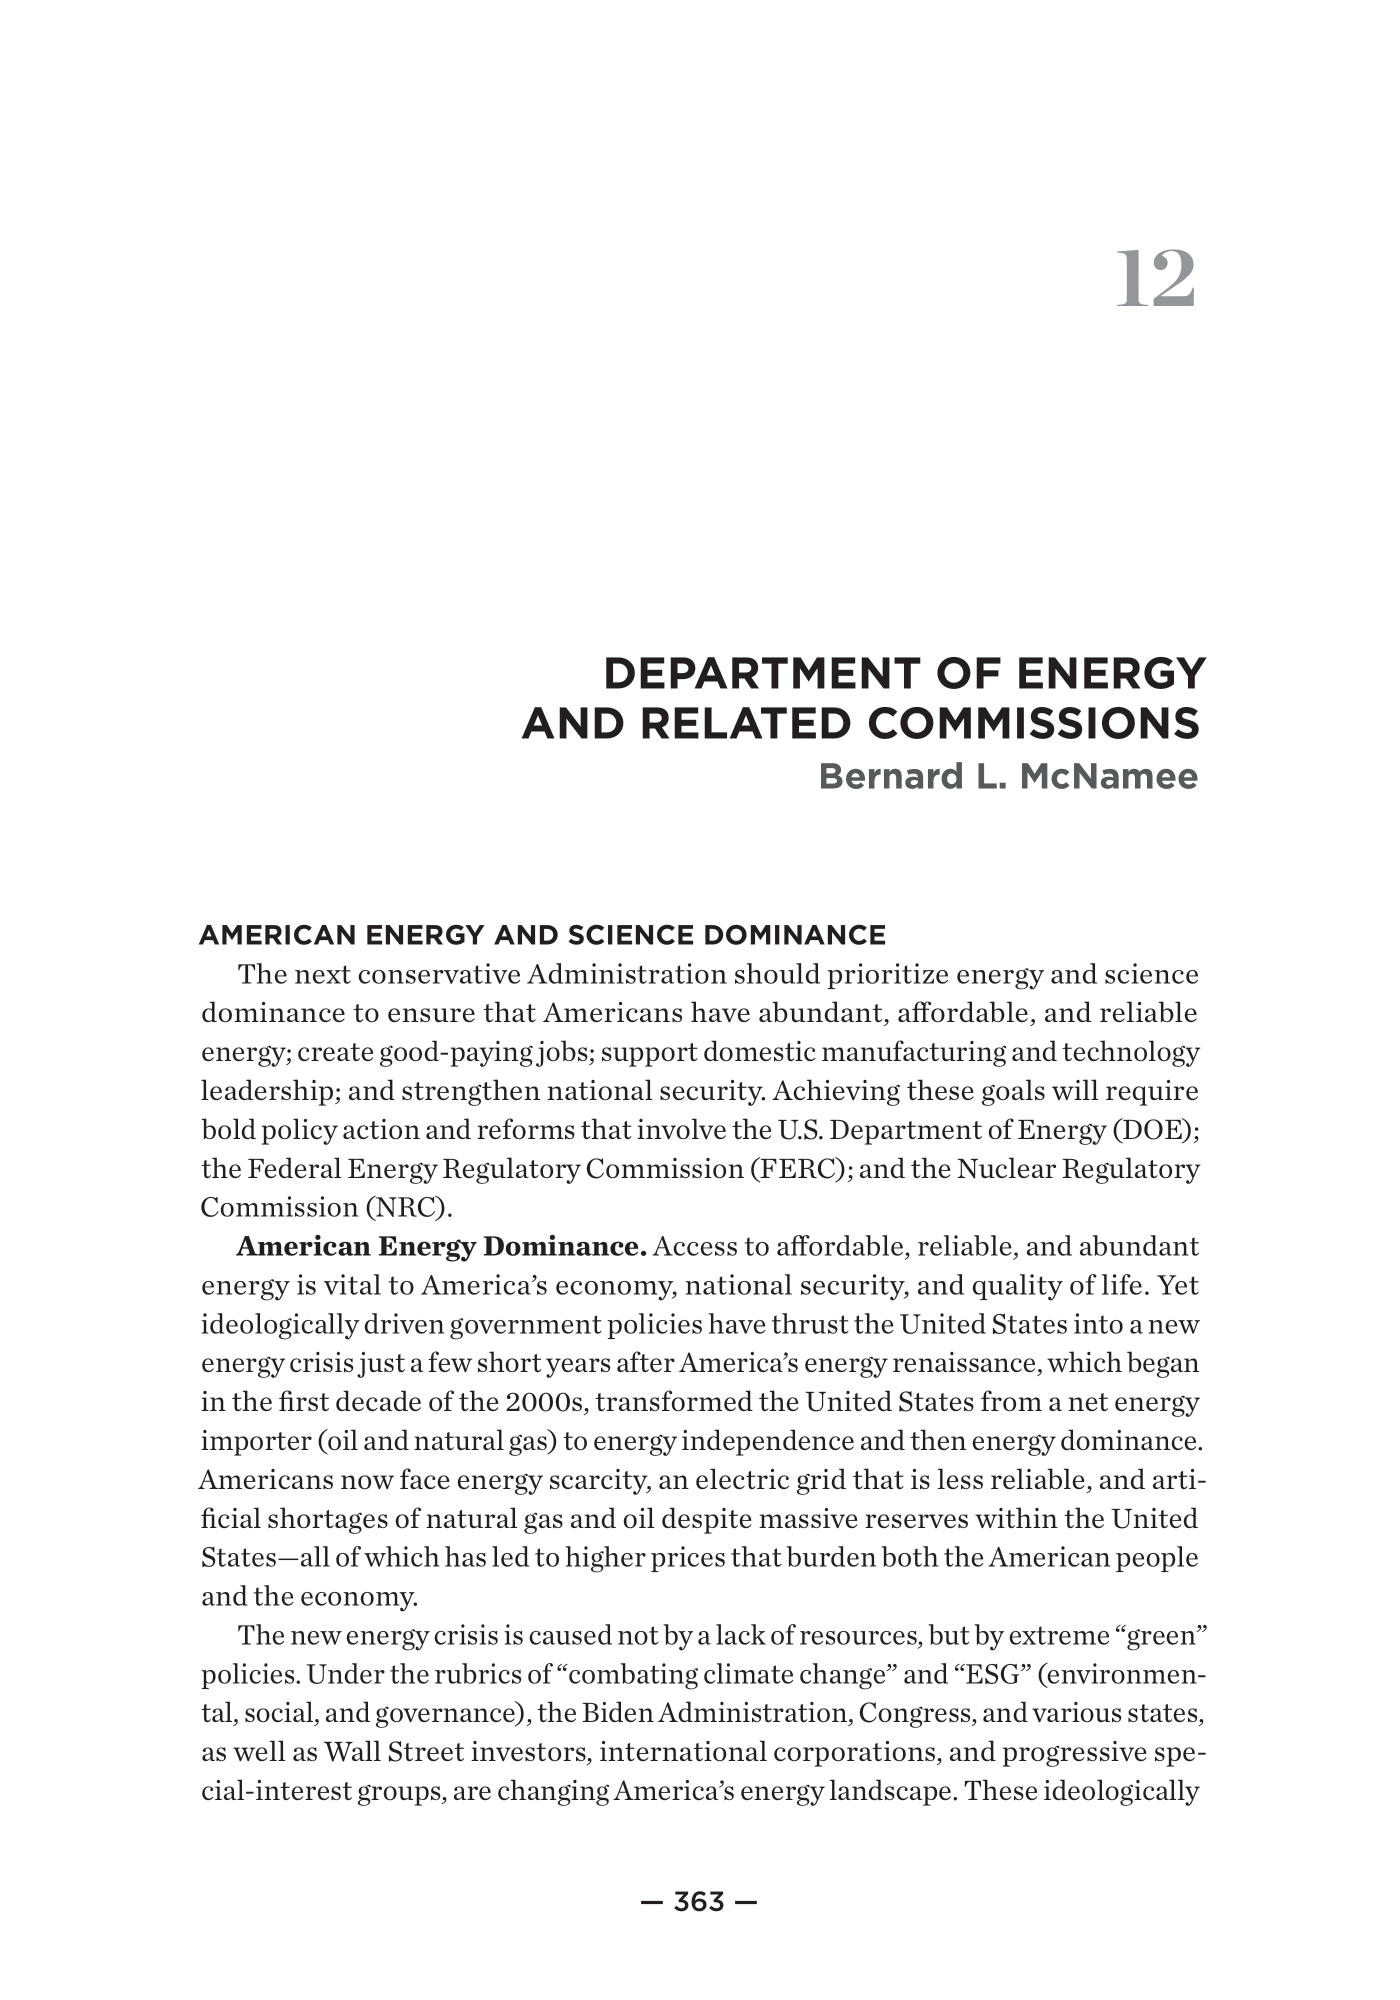 12
DEPARTMENT OF ENERGY
AND RELATED COMMISSIONS
Bernard L. McNamee
AMERICAN ENERGY AND SCIENCE DOMINANCE
The next conservative Administration should prioritize energy and science
dominance to ensure that Americans have abundant, affordable, and reliable
energy; create good-paying jobs; support domestic manufacturing and technology
leadership; and strengthen national security. Achieving these goals will require
bold policy action and reforms that involve the U.S. Department of Energy (DOE);
the Federal Energy Regulatory Commission (FERC); and the Nuclear Regulatory
Commission (NRC).
American Energy Dominance. Access to affordable, reliable, and abundant
energy is vital to America’s economy, national security, and quality of life. Yet
ideologically driven government policies have thrust the United States into a new
energy crisis just a few short years after America’s energy renaissance, which began
in the first decade of the 2000s, transformed the United States from a net energy
importer (oil and natural gas) to energy independence and then energy dominance.
Americans now face energy scarcity, an electric grid that is less reliable, and arti-
ficial shortages of natural gas and oil despite massive reserves within the United
States—all of which has led to higher prices that burden both the American people
and the economy.
The new energy crisis is caused not by a lack of resources, but by extreme “green”
policies. Under the rubrics of “combating climate change” and “ESG” (environmen-
tal, social, and governance), the Biden Administration, Congress, and various states,
as well as Wall Street investors, international corporations, and progressive spe-
cial-interest groups, are changing America’s energy landscape. These ideologically
— 363 —